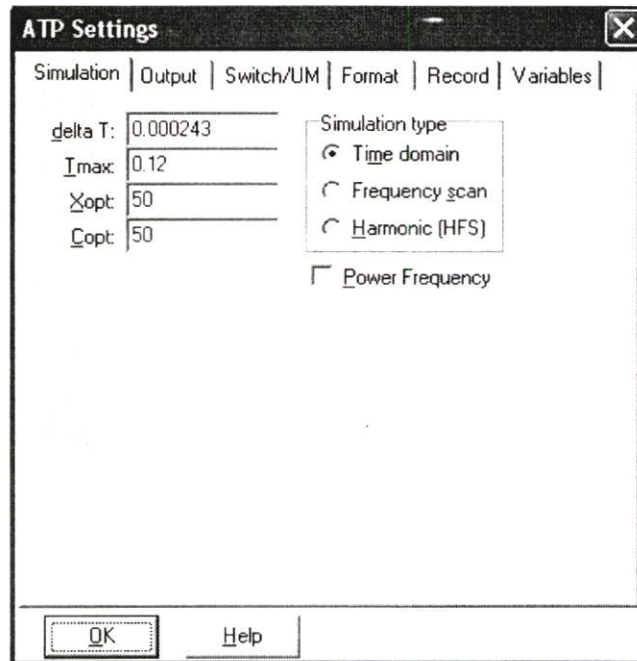 ATP Settings
Simulation Output Switch/UM Format Record Variables
delta T: 0.000243
Tmax: 0.12
Xopt: 50
Copt: 50
Simulation type
Time domain
Frequency scan
Harmonic (HFS)
Power Frequency
OK Help